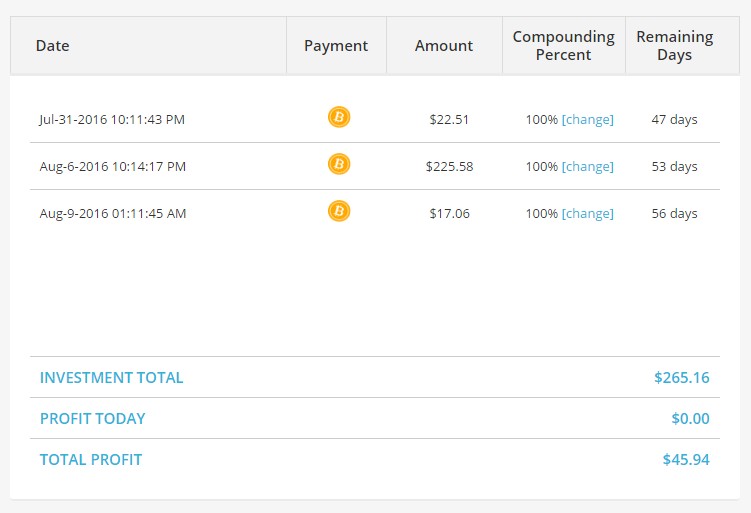 Date Payment Amount Compounding Percent Remaining Days
Jul-31-2016 10:11:43 PM $22.51 100% [change] 47 days
Aug-6-2016 10:14:17 PM $225.58 100% [change] 53 days
Aug-9-2016 01:11:45 AM $17.06 100% [change] 56 days
INVESTMENT TOTAL $265.16
PROFIT TODAY $0.00
TOTAL PROFIT $45.94